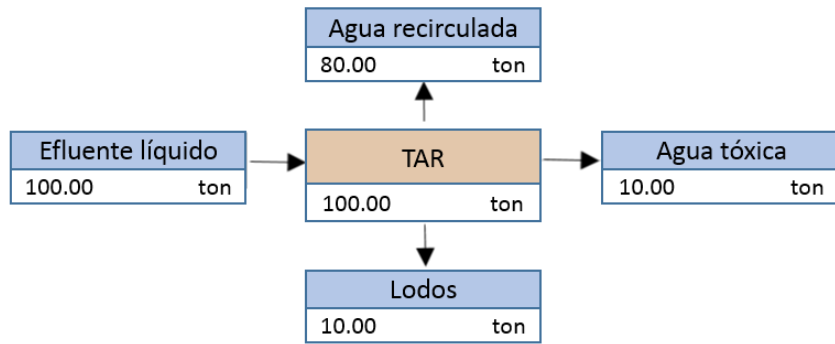 Agua recirculada
80.00 ton
Efluente líquido
100.00 ton
TAR
100.00 ton
Agua tóxica
10.00 ton
Lodos
10.00 ton